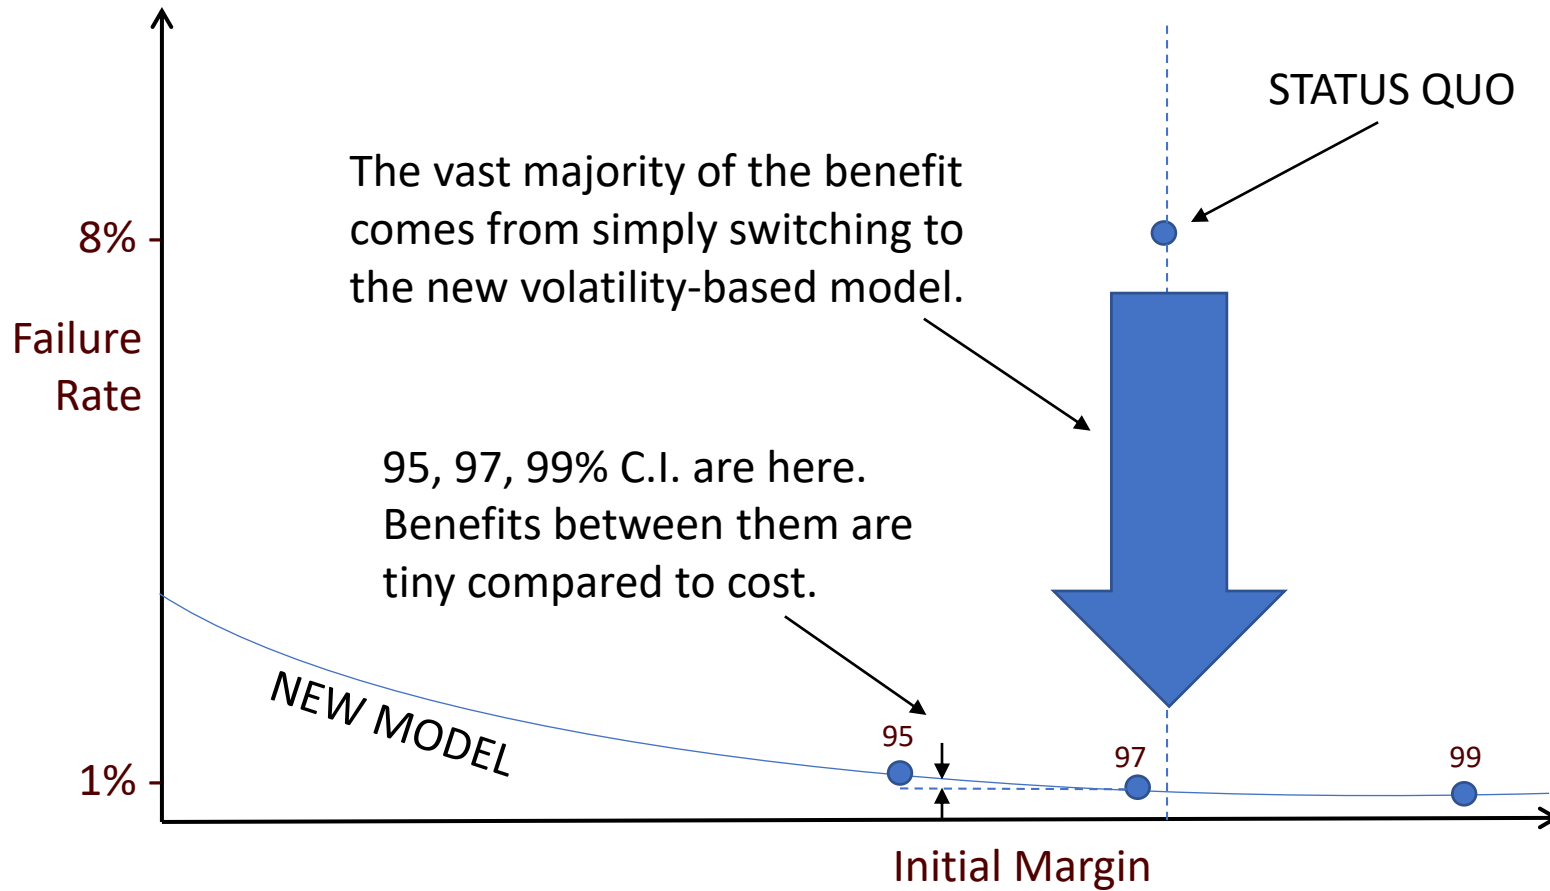 STATUS QUO
The vast majority of the benefit
comes from simply switching to
the new volatility-based model.
8%
Failure
Rate
95, 97, 99% C.I. are here.
Benefits between them are
tiny compared to cost.
NEW MODEL
95
97
99
1%
Initial Margin